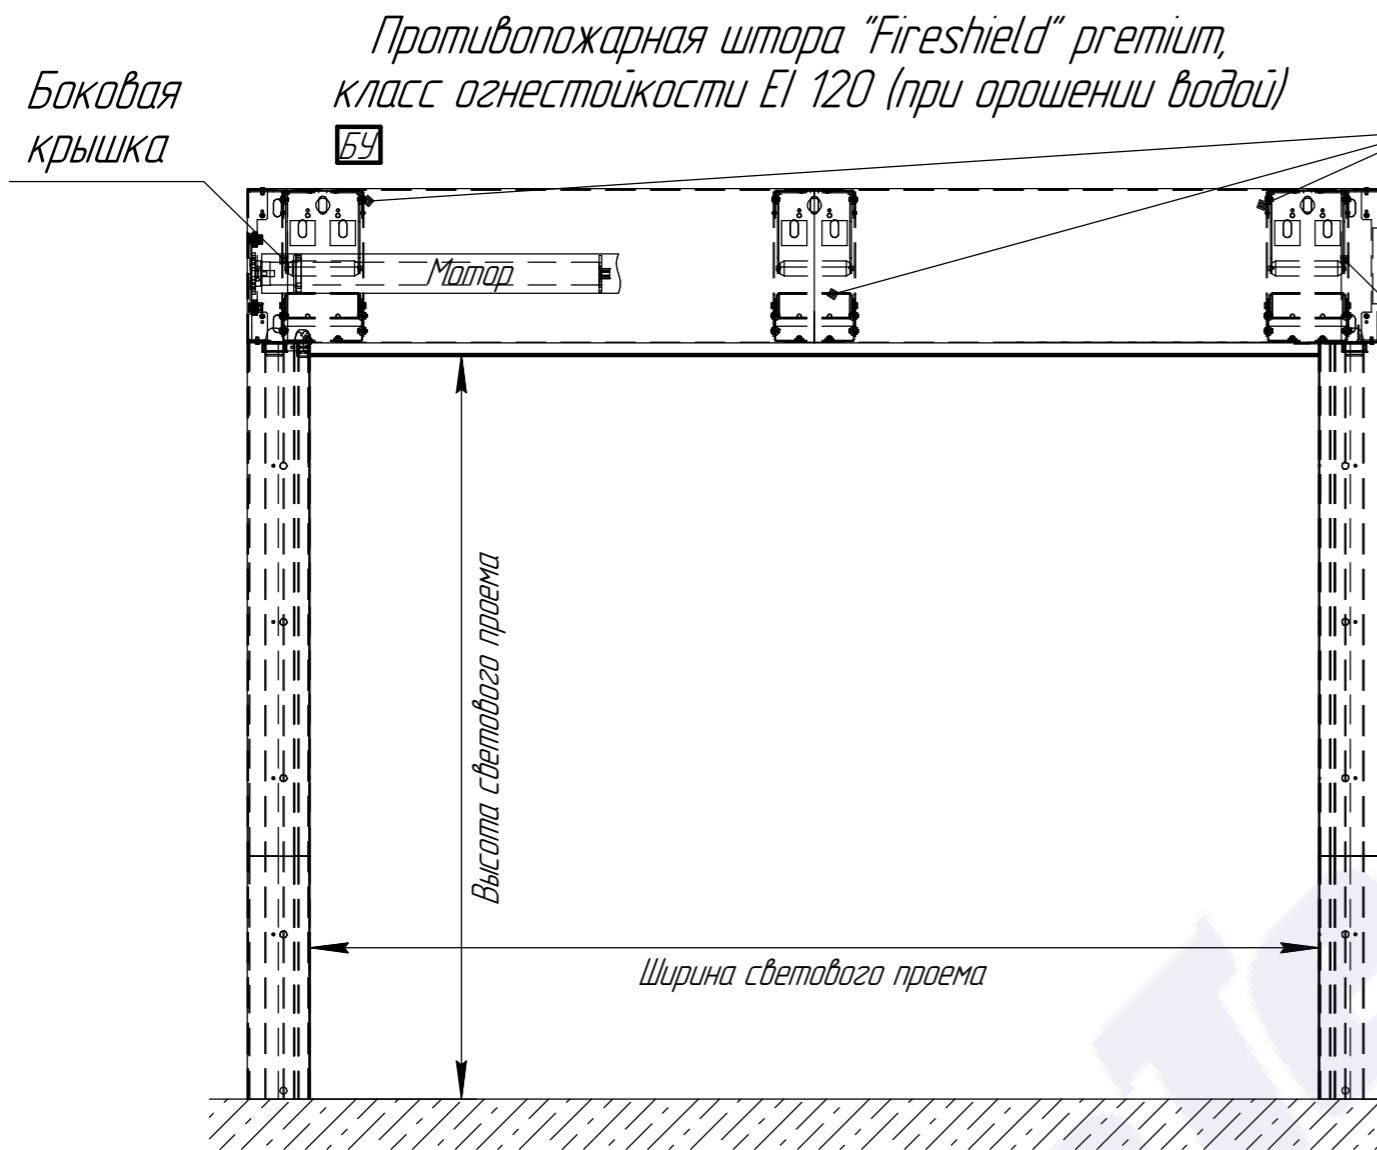 Противопожарная штора "Fireshield" premium,
класс огнестойкости EI 120 (при орошении водой)
Боковая
крышка
БУ
Мотор
Высота светового проема
Ширина светового проема